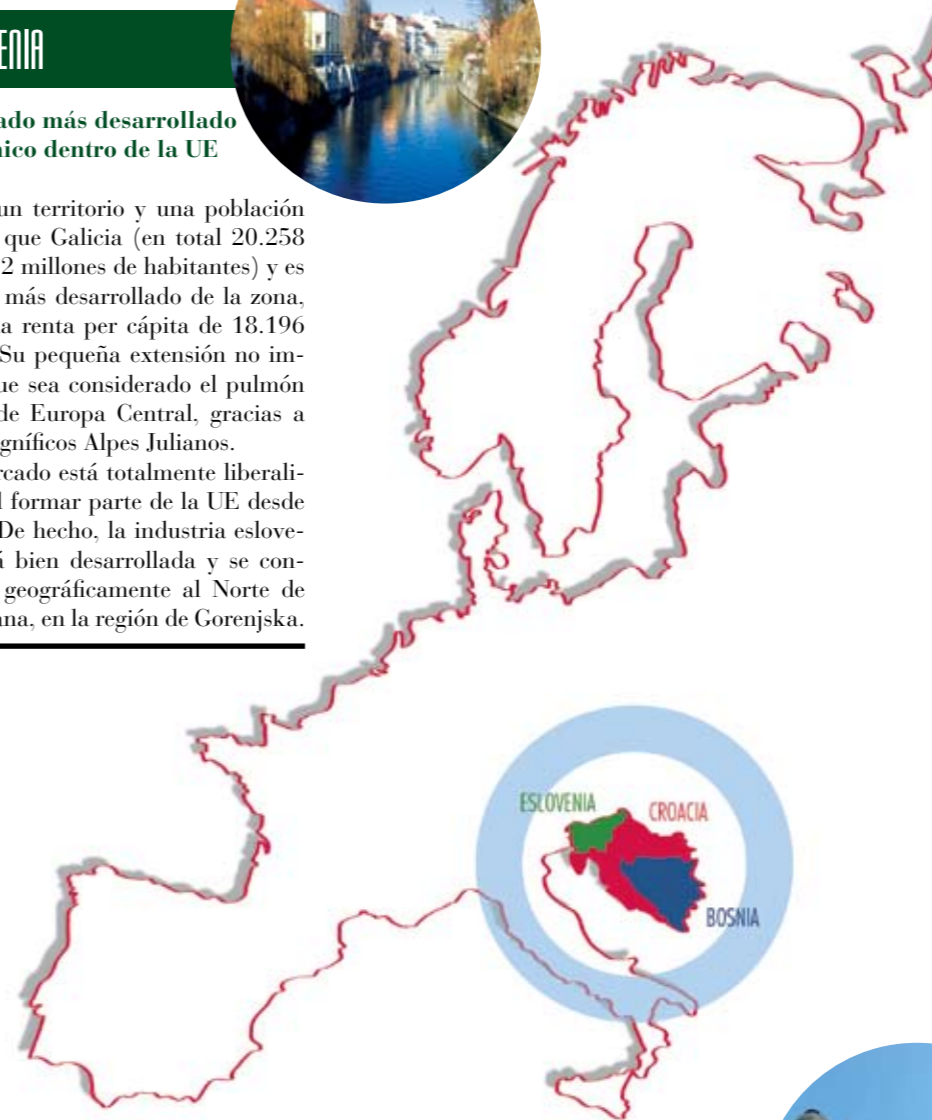 ENIA
ado más desarrollado
nico dentro de la UE
un territorio y una población
que Galicia (en total 20.258
2 millones de habitantes) y es
más desarrollado de la zona,
a renta per cápita de 18.196
Su pequeña extensión no im-
ue sea considerado el pulmón
de Europa Central, gracias a
gníficos Alpes Julianos.
rcado está totalmente liberali-
l formar parte de la UE desde
De hecho, la industria eslove-
á bien desarrollada y se con-
geográficamente al Norte de
ana, en la región de Gorenjska.
ESLOVENIA
CROACIA
BOSNIA